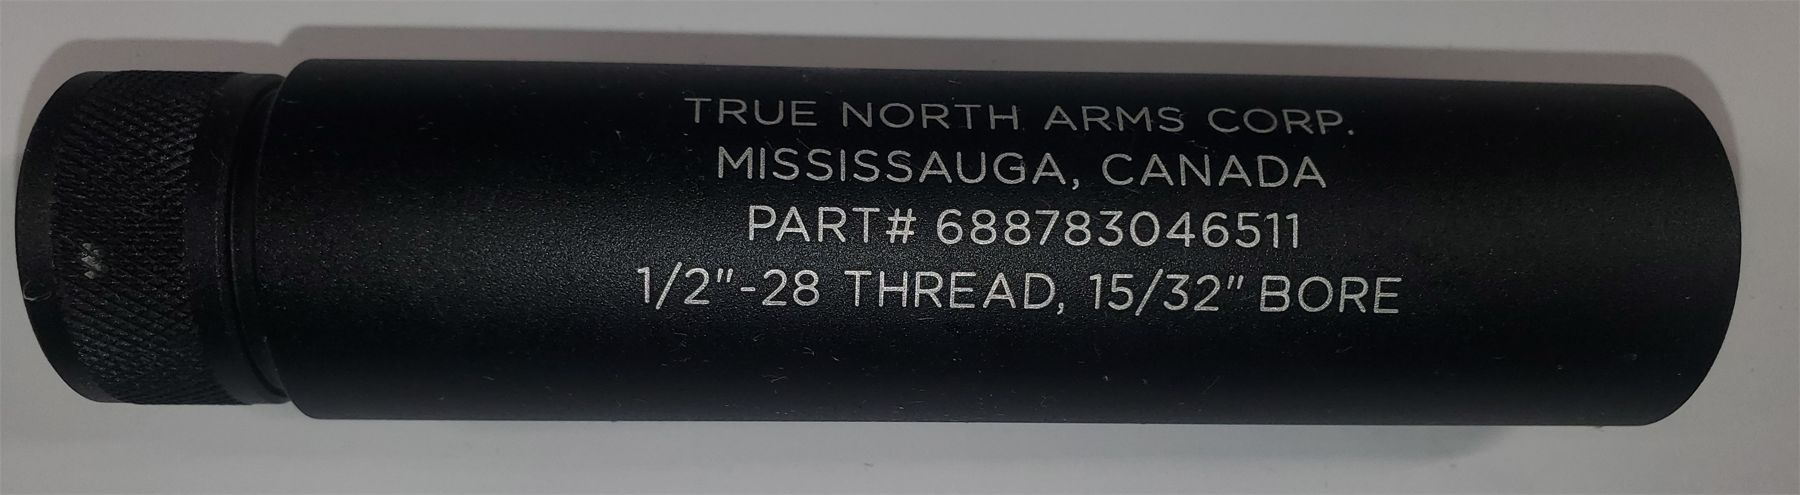 TRUE NORTH ARMS CORP.
MISSISSAUGA, CANADA
PART# 688783046511
1/2"-28 THREAD, 15/32" BORE